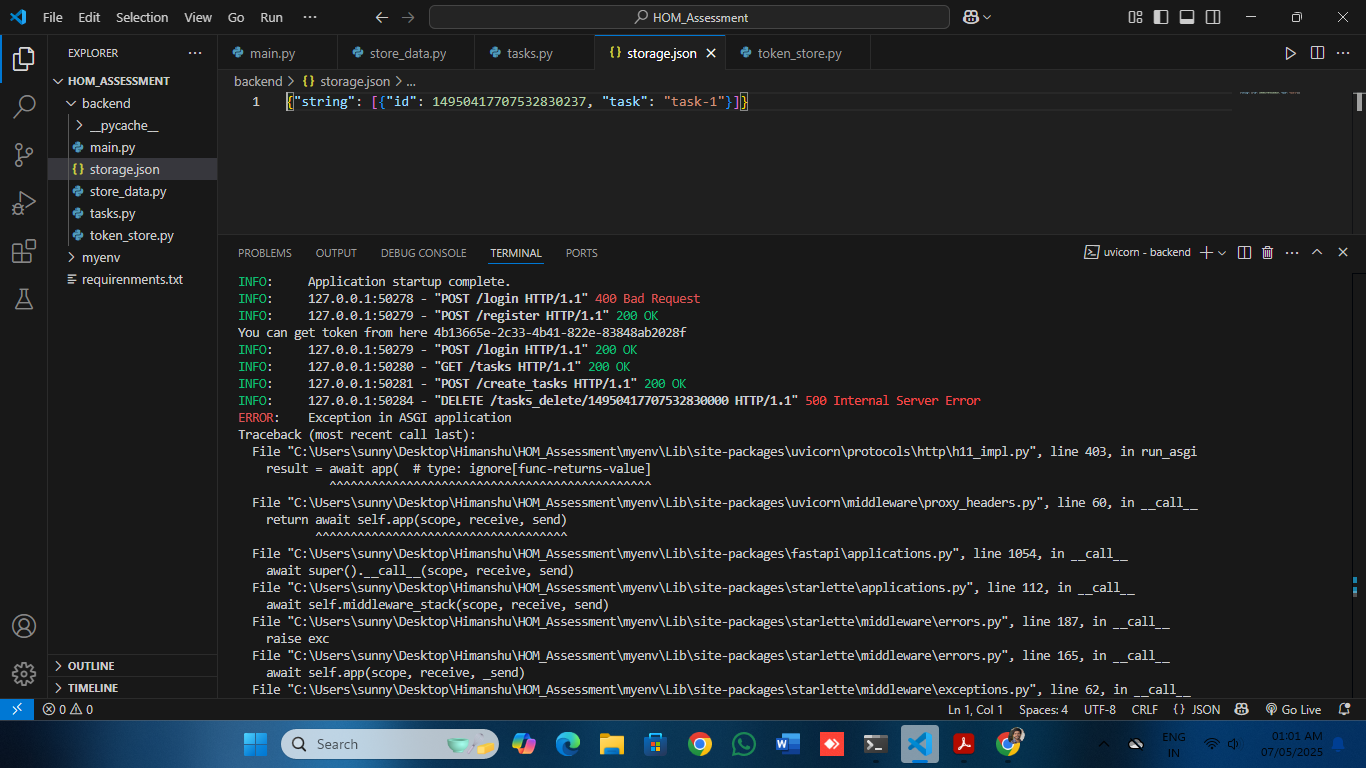 File Edit Selection View Go Run ···
HOM_Assessment
EXPLORER ···
HOM_ASSESSMENT
backend
__pycache__
main.py
{} storage.json
store_data.py
tasks.py
token_store.py
myenv
requirenments.txt
OUTLINE
TIMELINE
main.py store_data.py tasks.py {} storage.json token_store.py
backend > {} storage.json > ...
1 {"string": [{"id": 14950417707532830237, "task": "task-1"}]}
PROBLEMS OUTPUT DEBUG CONSOLE TERMINAL PORTS
uvicorn - backend
INFO: Application startup complete.
INFO: 127.0.0.1:50278 - "POST /login HTTP/1.1" 400 Bad Request
INFO: 127.0.0.1:50279 - "POST /register HTTP/1.1" 200 OK
You can get token from here 4b13665e-2c33-4b41-822e-83848ab2028f
INFO: 127.0.0.1:50279 - "POST /login HTTP/1.1" 200 OK
INFO: 127.0.0.1:50280 - "GET /tasks HTTP/1.1" 200 OK
INFO: 127.0.0.1:50281 - "POST /create_tasks HTTP/1.1" 200 OK
INFO: 127.0.0.1:50284 - "DELETE /tasks_delete/14950417707532830000 HTTP/1.1" 500 Internal Server Error
ERROR: Exception in ASGI application
Traceback (most recent call last):
File "C:\Users\sunny\Desktop\Himanshu\HOM_Assessment\myenv\Lib\site-packages\uvicorn\protocols\http\h11_impl.py", line 403, in run_asgi
result = await app( # type: ignore[func-returns-value]
^^^^^^^^^^^^^^^^^^^^^^^^^^^^^^^^^^^^^^^^^^^^^^
File "C:\Users\sunny\Desktop\Himanshu\HOM_Assessment\myenv\Lib\site-packages\uvicorn\middleware\proxy_headers.py", line 60, in __call__
return await self.app(scope, receive, send)
^^^^^^^^^^^^^^^^^^^^^^^^^^^^^^^^^^^^
File "C:\Users\sunny\Desktop\Himanshu\HOM_Assessment\myenv\Lib\site-packages\fastapi\applications.py", line 1054, in __call__
await super().__call__(scope, receive, send)
File "C:\Users\sunny\Desktop\Himanshu\HOM_Assessment\myenv\Lib\site-packages\starlette\applications.py", line 112, in __call__
await self.middleware_stack(scope, receive, send)
File "C:\Users\sunny\Desktop\Himanshu\HOM_Assessment\myenv\Lib\site-packages\starlette\middleware\errors.py", line 187, in __call__
raise exc
File "C:\Users\sunny\Desktop\Himanshu\HOM_Assessment\myenv\Lib\site-packages\starlette\middleware\errors.py", line 165, in __call__
await self.app(scope, receive, _send)
File "C:\Users\sunny\Desktop\Himanshu\HOM_Assessment\myenv\Lib\site-packages\starlette\middleware\exceptions.py", line 62, in __call__
0 0 Ln 1, Col 1 Spaces: 4 UTF-8 CRLF {} JSON Go Live
Search
ENG
IN
01:01 AM
07/05/2025